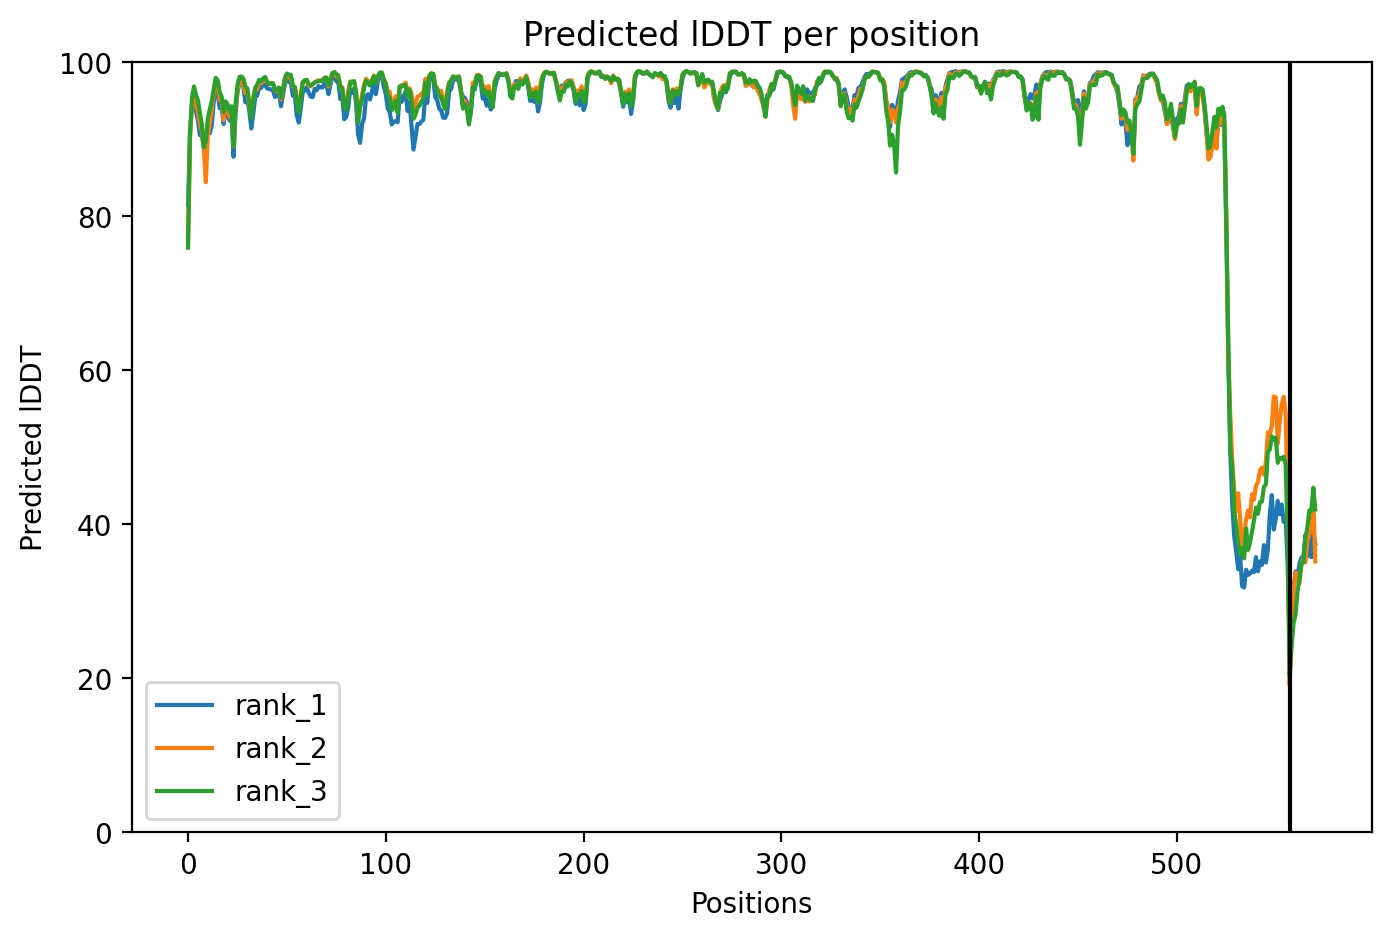 Predicted lDDT per position
100
80
60
40
20
0
Predicted lDDT
0 100 200 300 400 500
Positions
rank_1
rank_2
rank_3